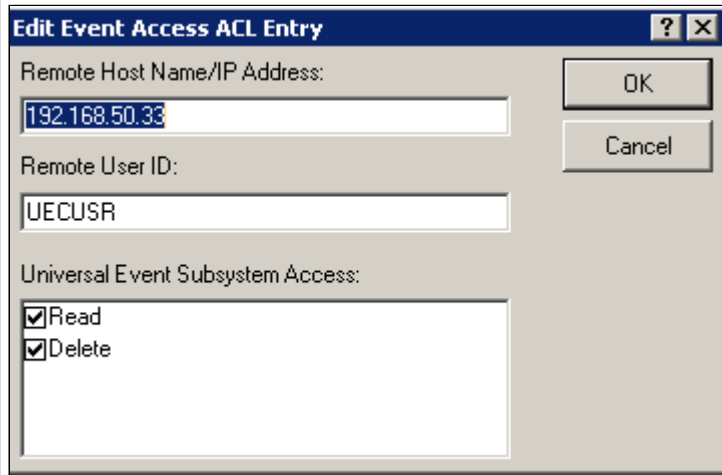 Edit Event Access ACL Entry
Remote Host Name/IP Address:
OK
192.168.50.33
Cancel
Remote User ID:
UECUSR
Universal Event Subsystem Access:
Read
Delete